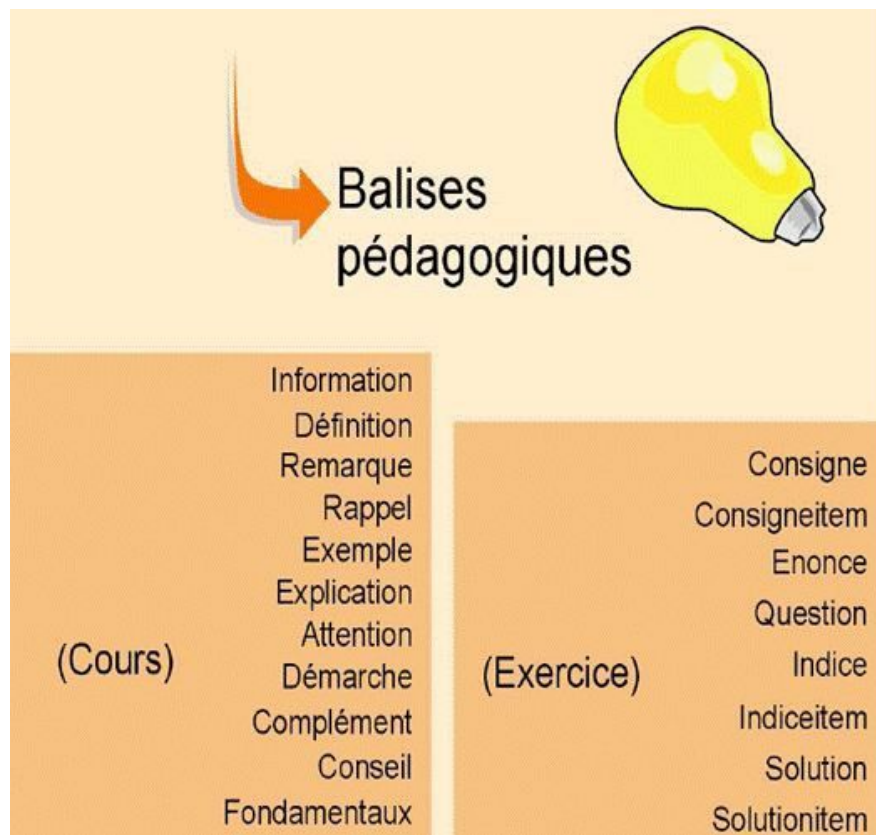 Balises
pédagogiques
Information
Définition
Remarque
Rappel
Exemple
Explication
Attention
(Cours)
Démarche
Complément
Conseil
Fondamentaux
Consigne
Consigneitem
Enonce
Question
Indice
(Exercice)
Indiceitem
Solution
Solutionitem